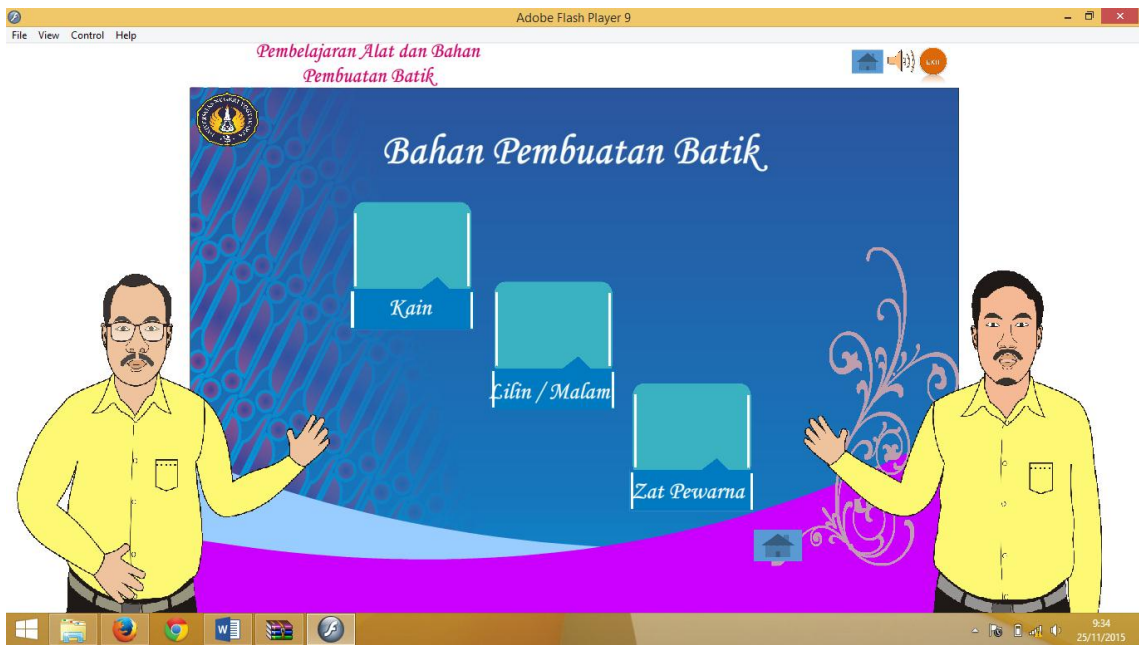 Adobe Flash Player 9
File View Control Help
Pembelajaran Alat dan Bahan
Pembuatan Batik
EXIT
Bahan Pembuatan Batik
Kain
Lilin / Malam
Zat Pewarna
9:34
25/11/2015